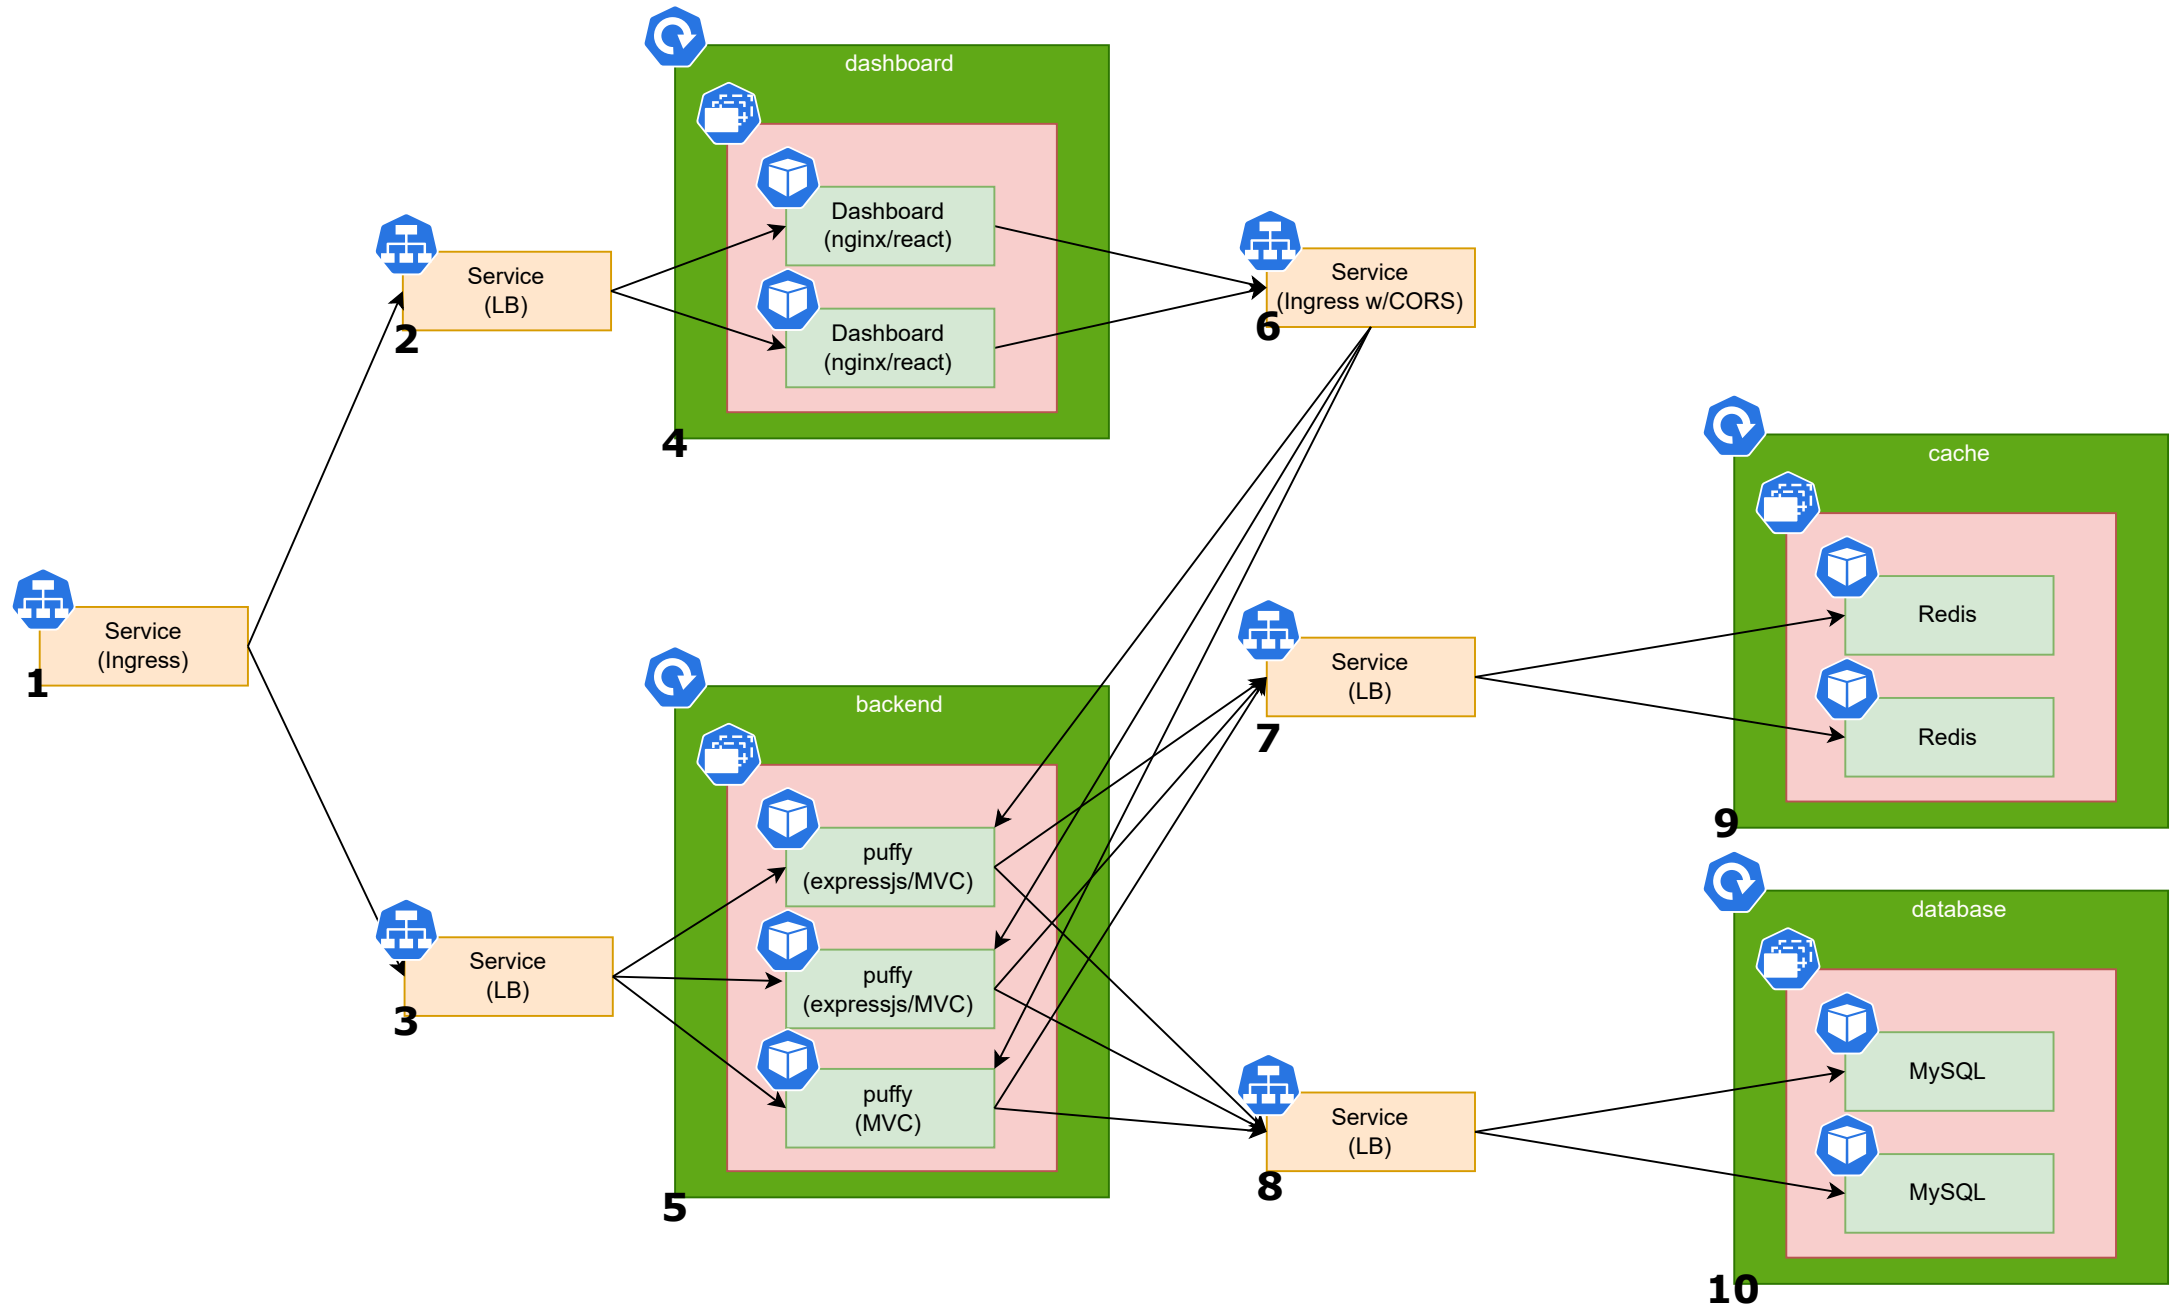 dashboard
Dashboard
(nginx/react)
Dashboard
(nginx/react)
4
Service
(LB)
2
Service
(Ingress w/CORS)
6
Service
(Ingress)
1
Service
(LB)
3
backend
puffy
(expressjs/MVC)
puffy
(expressjs/MVC)
puffy
(MVC)
5
Service
(LB)
7
Service
(LB)
8
cache
Redis
Redis
9
database
MySQL
MySQL
10